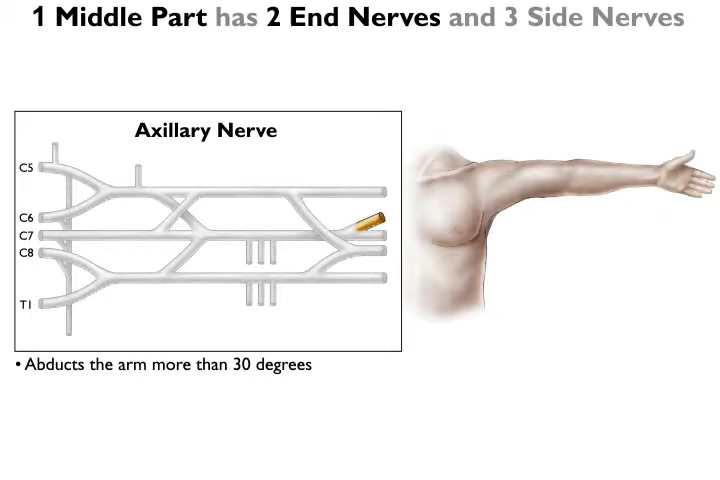 1 Middle Part has 2 End Nerves and 3 Side Nerves
Axillary Nerve
C5
C6
C7
C8
T1
• Abducts the arm more than 30 degrees